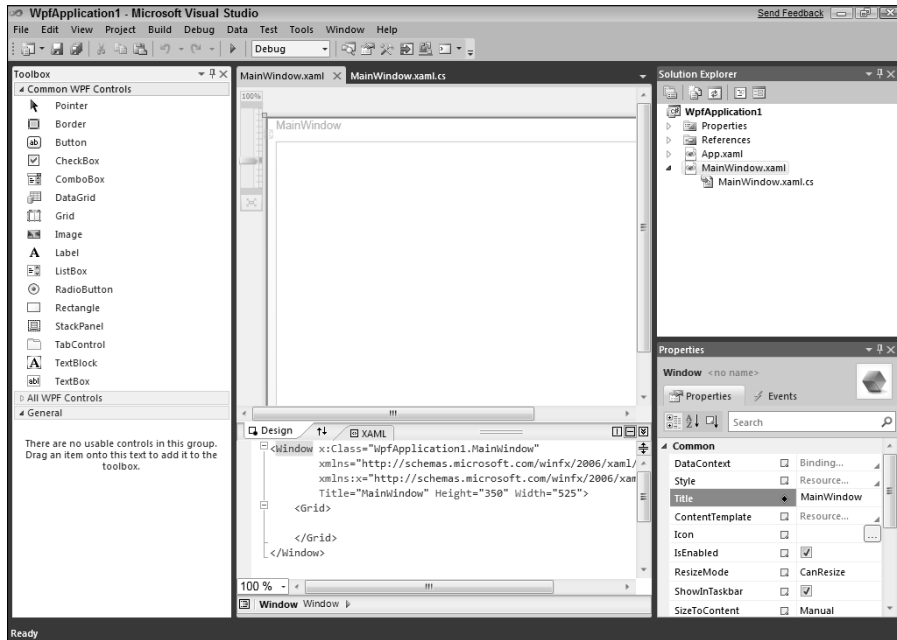 WpfApplication1 - Microsoft Visual Studio
Send Feedback
File Edit View Project Build Debug Data Test Tools Window Help
Debug
Toolbox
Common WPF Controls
Pointer
Border
Button
CheckBox
ComboBox
DataGrid
Grid
Image
A Label
ListBox
RadioButton
Rectangle
StackPanel
TabControl
A TextBlock
abl TextBox
All WPF Controls
General
There are no usable controls in this group.
Drag an item onto this text to add it to the
toolbox.
MainWindow.xaml
MainWindow.xaml.cs
100%
MainWindow
Design
XAML
<Window x:Class="WpfApplication1.MainWindow"
xmlns="http://schemas.microsoft.com/winfx/2006/xaml/
xmlns:x="http://schemas.microsoft.com/winfx/2006/xam
Title="MainWindow" Height="350" Width="525">
<Grid>
</Grid>
</Window>
100 %
Window Window
Solution Explorer
WpfApplication1
Properties
References
App.xaml
MainWindow.xaml
MainWindow.xaml.cs
Properties
Window <no name>
Properties
Events
Search
Common
DataContext Binding...
Style Resource...
Title MainWindow
ContentTemplate Resource...
Icon ...
IsEnabled
ResizeMode CanResize
ShowInTaskbar
SizeToContent Manual
Ready